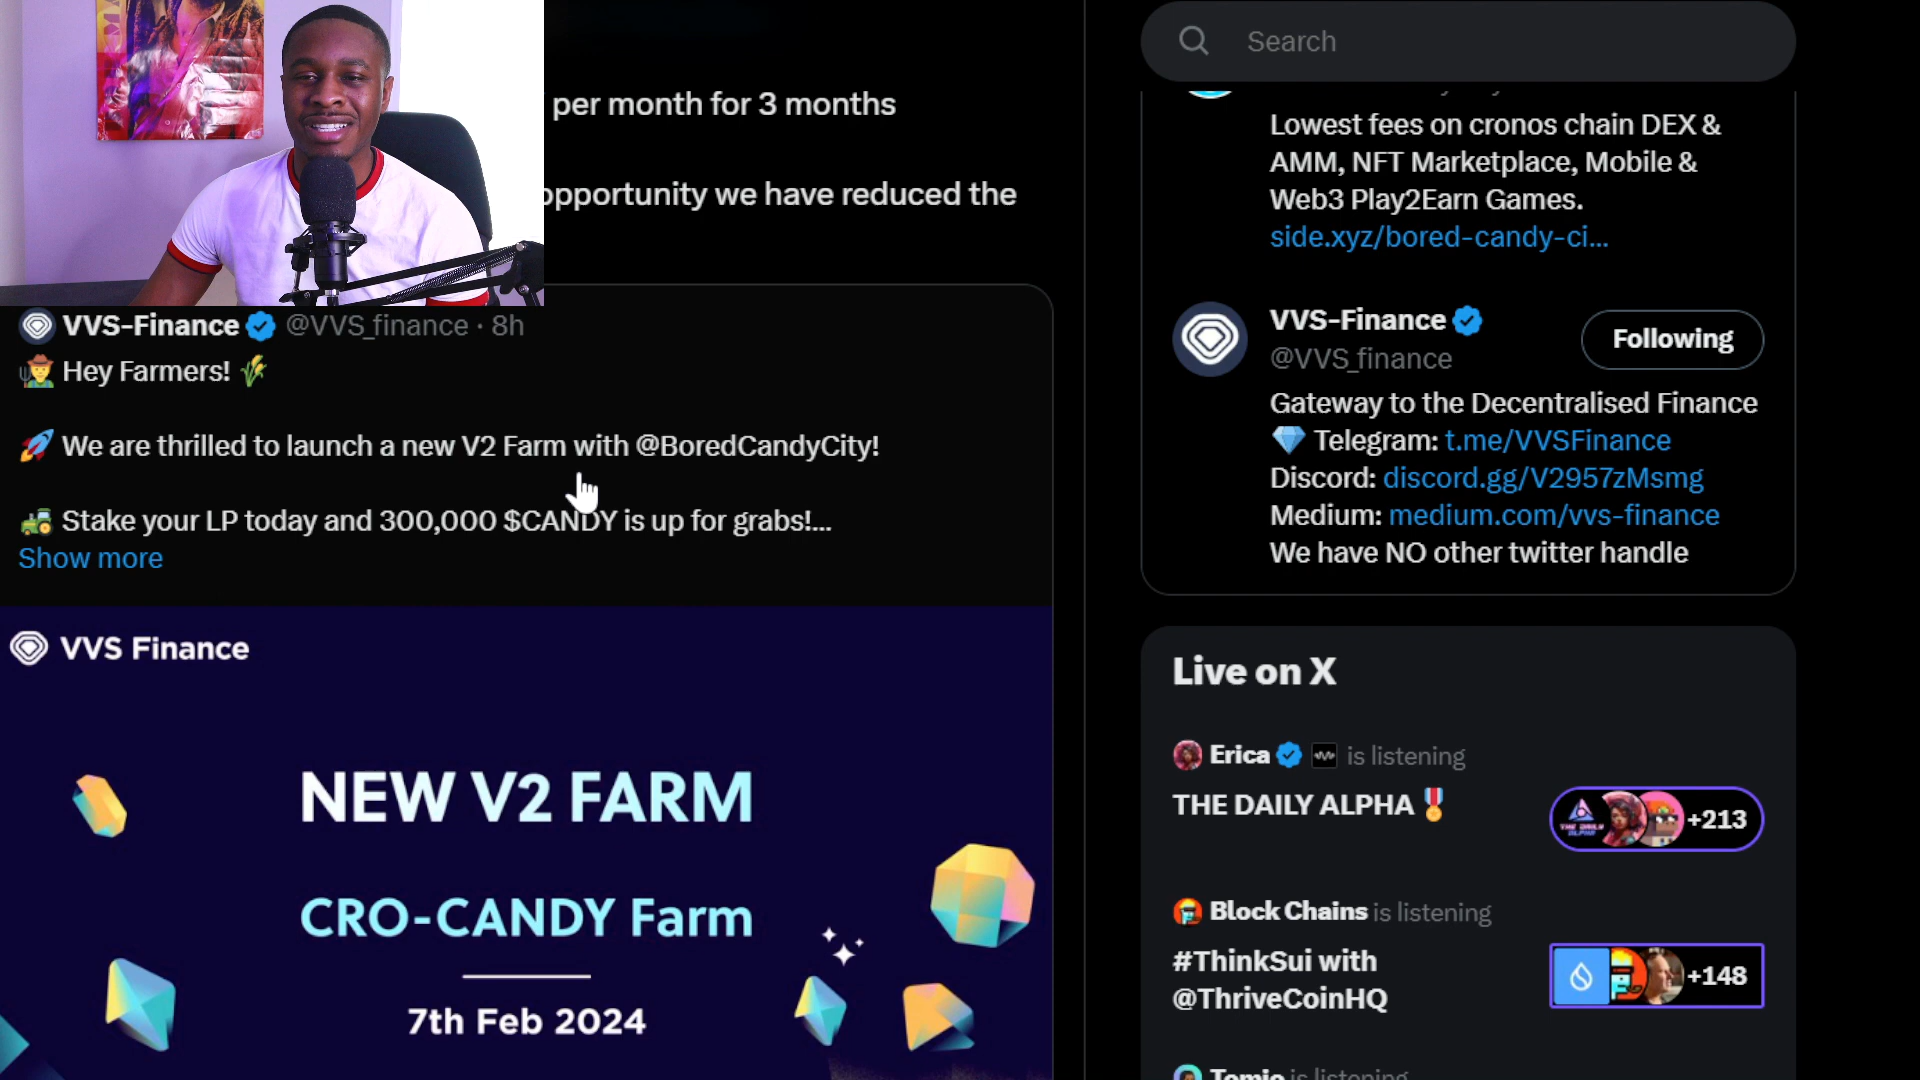 per month for 3 months
opportunity we have reduced the
VVS-Finance @VVS_finance · 8h
Hey Farmers!
We are thrilled to launch a new V2 Farm with @BoredCandyCity!
Stake your LP today and 300,000 $CANDY is up for grabs!...
Show more
VVS Finance
NEW V2 FARM
CRO-CANDY Farm
7th Feb 2024
Search
Lowest fees on cronos chain DEX &
AMM, NFT Marketplace, Mobile &
Web3 Play2Earn Games.
side.xyz/bored-candy-ci...
VVS-Finance
@VVS_finance
Following
Gateway to the Decentralised Finance
Telegram: t.me/VVSFinance
Discord: discord.gg/V2957zMsmg
Medium: medium.com/vvs-finance
We have NO other twitter handle
Live on X
Erica is listening
THE DAILY ALPHA
+213
Block Chains is listening
#ThinkSui with
@ThriveCoinHQ
+148
is listening